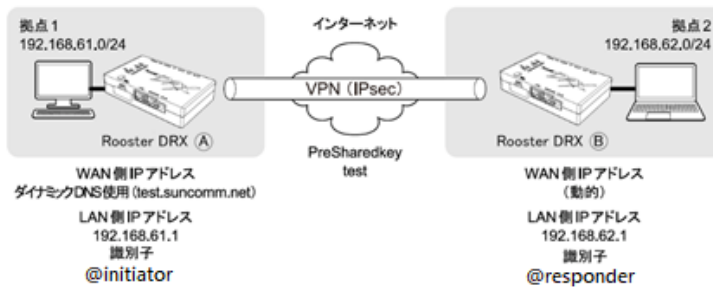 拠点1
192.168.61.0/24
インターネット
拠点2
192.168.62.0/24
VPN (IPsec)
Rooster DRX Ⓐ
PreSharedkey
test
Rooster DRX Ⓑ
WAN側IPアドレス
ダイナミックDNS使用(test.suncomm.net)
LAN側IPアドレス
192.168.61.1
識別子
@initiator
WAN側IPアドレス
(動的)
LAN側IPアドレス
192.168.62.1
識別子
@responder